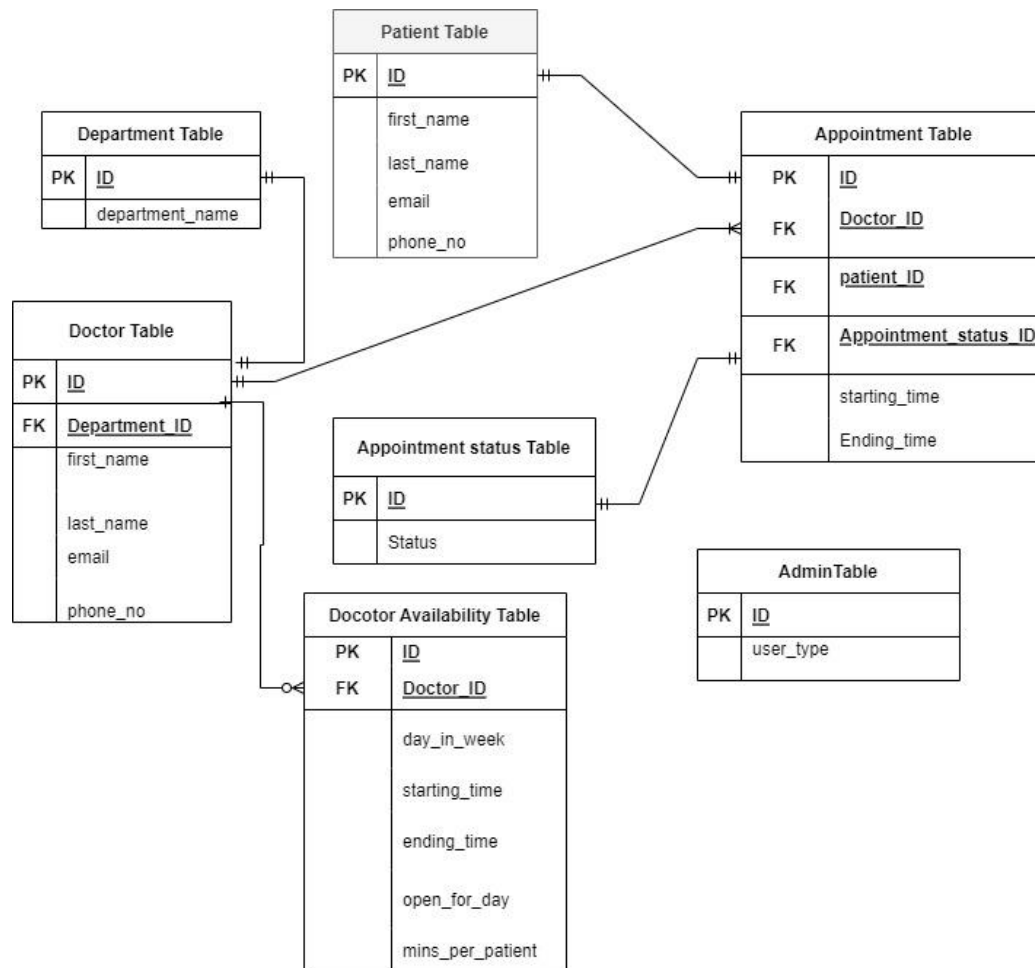 Patient Table
PK ID
first_name
last_name
email
phone_no
Department Table
PK ID
department_name
Appointment Table
PK ID
FK Doctor_ID
FK patient_ID
FK Appointment_status_ID
starting_time
Ending_time
Doctor Table
PK ID
FK Department_ID
first_name
last_name
email
phone_no
Appointment status Table
PK ID
Status
AdminTable
PK ID
user_type
Docotor Availability Table
PK ID
FK Doctor_ID
day_in_week
starting_time
ending_time
open_for_day
mins_per_patient